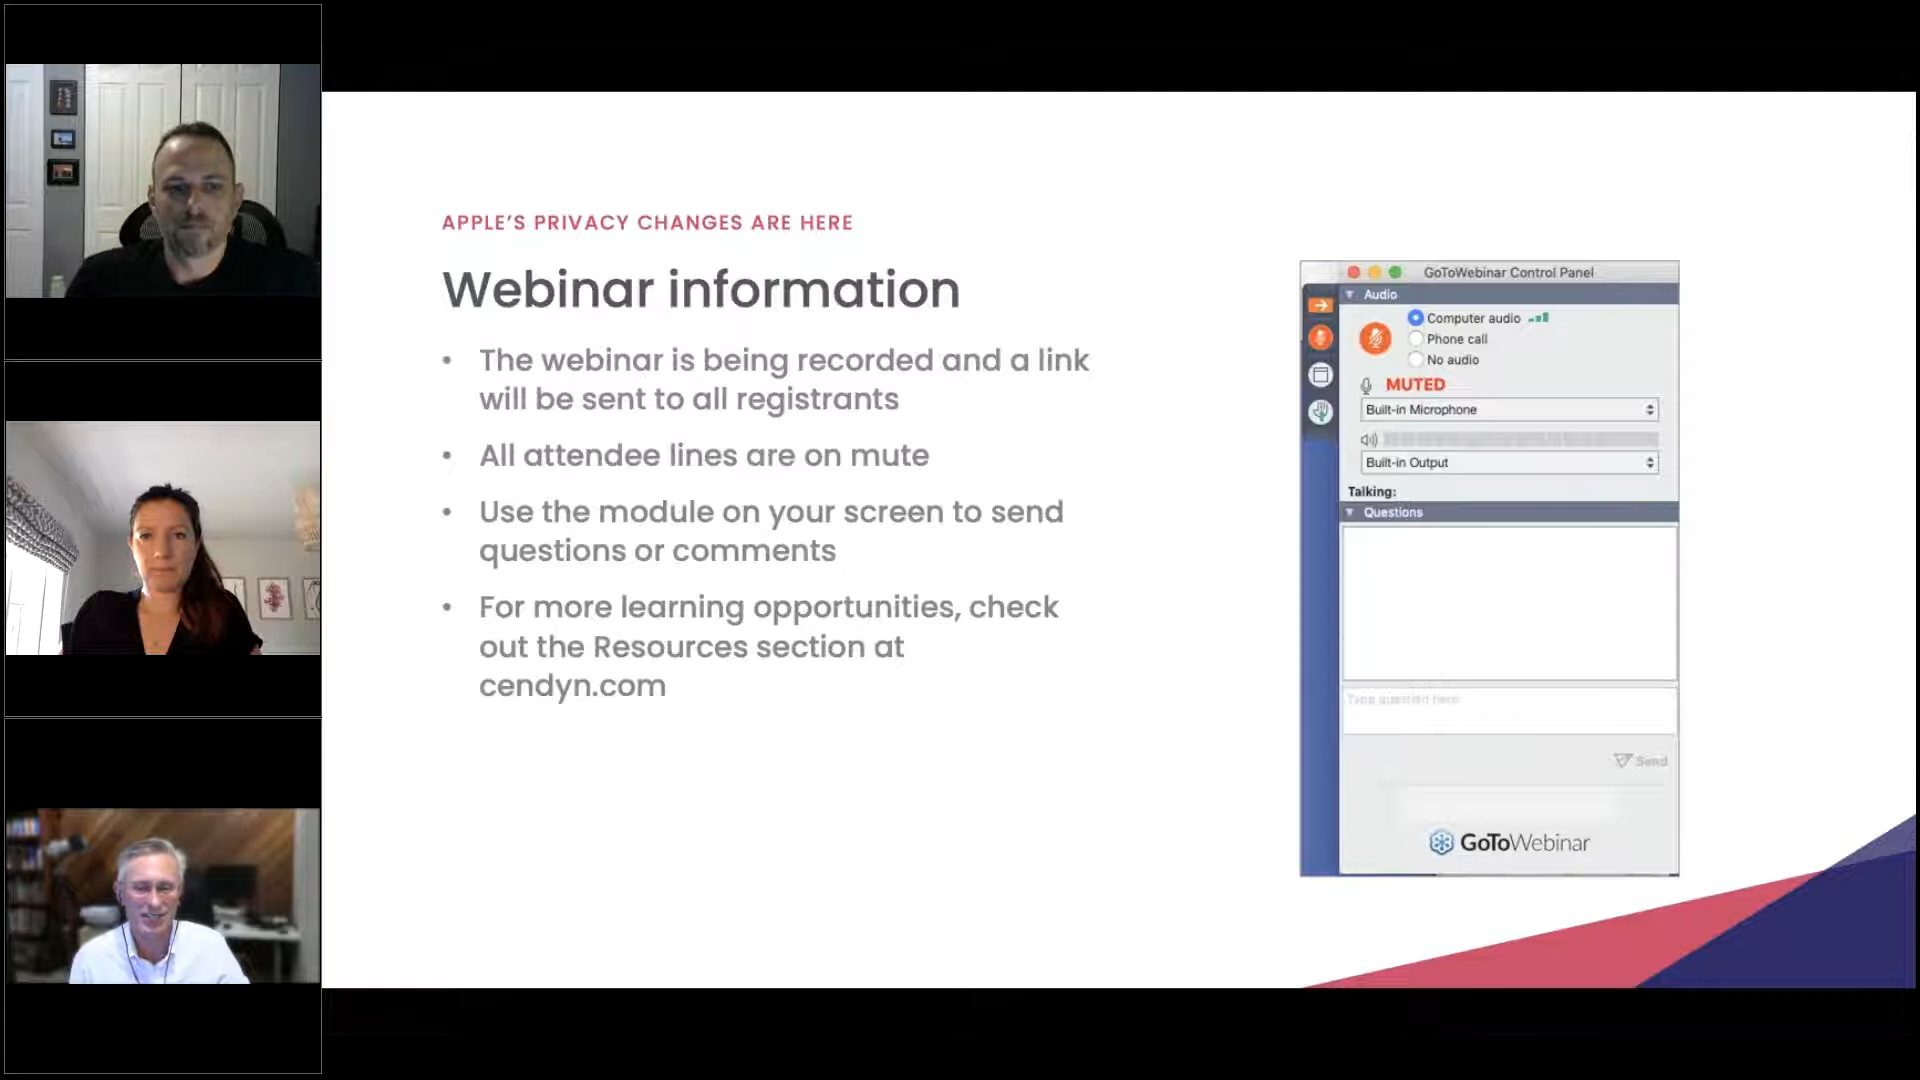 APPLE’S PRIVACY CHANGES ARE HERE
Webinar information
• The webinar is being recorded and a link
will be sent to all registrants
• All attendee lines are on mute
• Use the module on your screen to send
questions or comments
• For more learning opportunities, check
out the Resources section at
cendyn.com
GoToWebinar Control Panel
Audio
Computer audio
Phone call
No audio
MUTED
Built-in Microphone
Built-in Output
Talking:
Questions
Type question here
Send
GoToWebinar